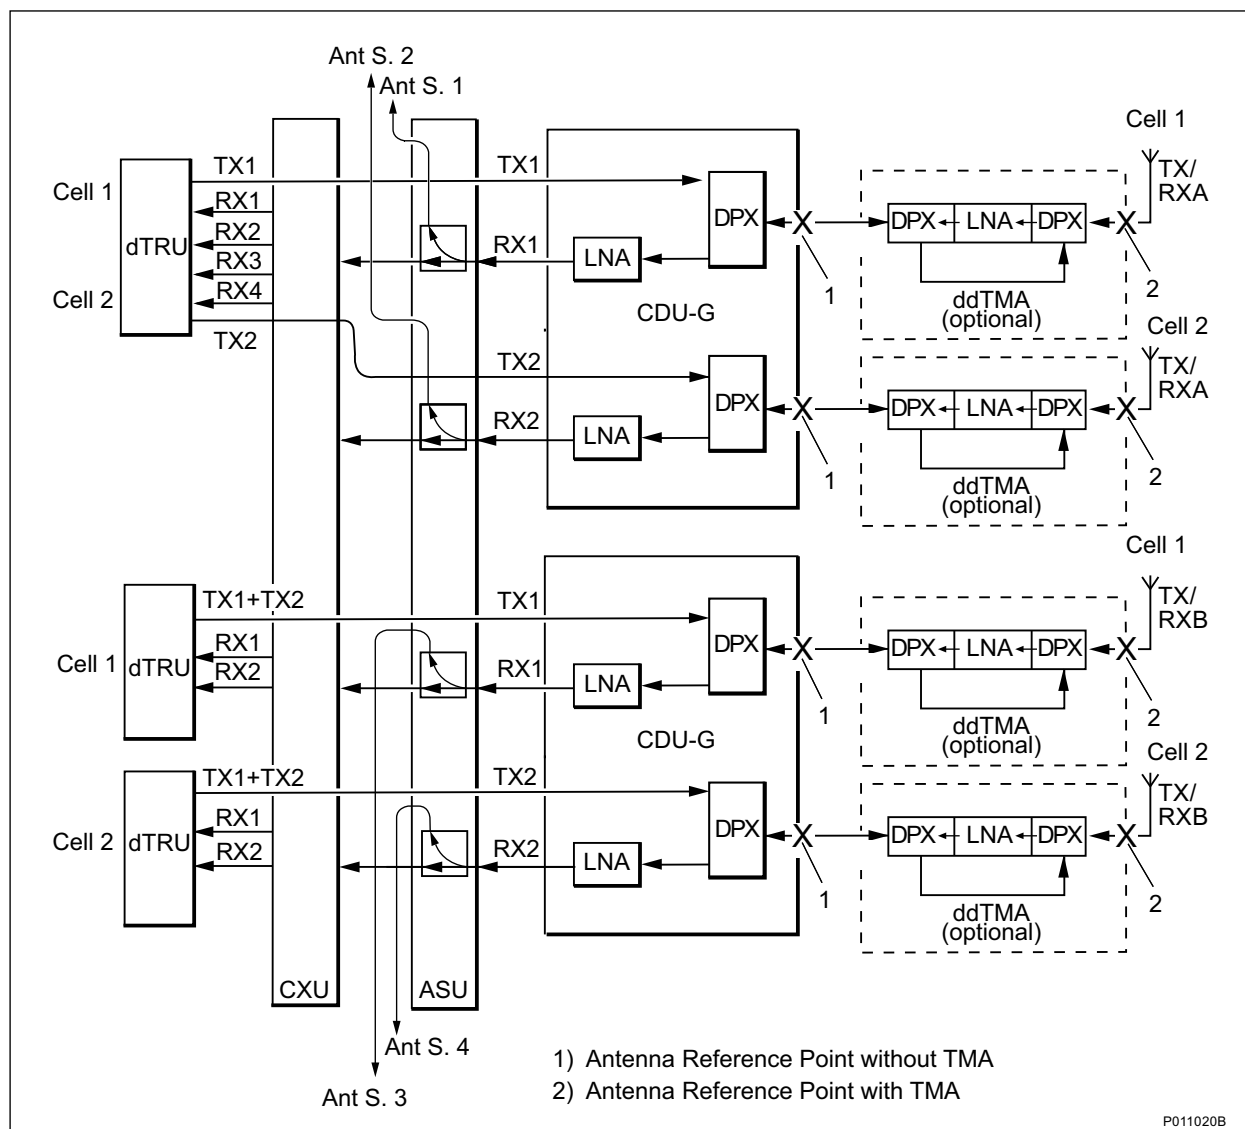 Ant S. 2
Ant S. 1
Cell 1
TX1
TX1
TX/
RXA
Cell 1
RX1
DPX
DPX
LNA
DPX
dTRU
RX2
RX1
LNA
RX3
Cell 2
RX4
1
ddTMA
(optional)
2
CDU-G
TX2
Cell 2
TX2
TX/
RXA
DPX
DPX
LNA
DPX
RX2
LNA
1
ddTMA
(optional)
2
Cell 1
TX1+TX2
TX1
TX/
RXB
RX1
DPX
DPX
LNA
DPX
Cell 1
dTRU
RX2
RX1
LNA
1
ddTMA
(optional)
2
CDU-G
Cell 2
TX1+TX2
TX2
TX/
RXB
RX1
DPX
DPX
LNA
DPX
Cell 2
dTRU
RX2
RX2
LNA
1
ddTMA
(optional)
2
CXU
ASU
Ant S. 4
Ant S. 3
1) Antenna Reference Point without TMA
2) Antenna Reference Point with TMA
P011020B